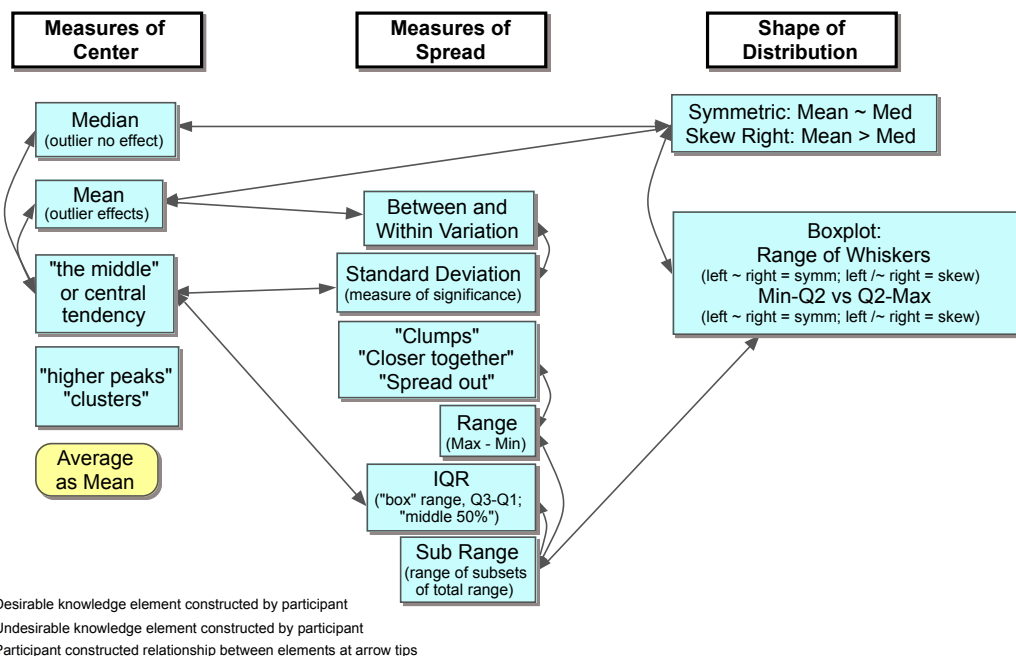 Measures of
Center
Measures of
Spread
Shape of
Distribution
Median
(outlier no effect)
Mean
(outlier effects)
"the middle"
or central
tendency
"higher peaks"
"clusters"
Average
as Mean
Between and
Within Variation
Standard Deviation
(measure of significance)
"Clumps"
"Closer together"
"Spread out"
Range
(Max - Min)
IQR
("box" range, Q3-Q1;
"middle 50%")
Sub Range
(range of subsets
of total range)
Symmetric: Mean ~ Med
Skew Right: Mean > Med
Boxplot:
Range of Whiskers
(left ~ right = symm; left /~ right = skew)
Min-Q2 vs Q2-Max
(left ~ right = symm; left /~ right = skew)
Desirable knowledge element constructed by participant
Undesirable knowledge element constructed by participant
Participant constructed relationship between elements at arrow tips